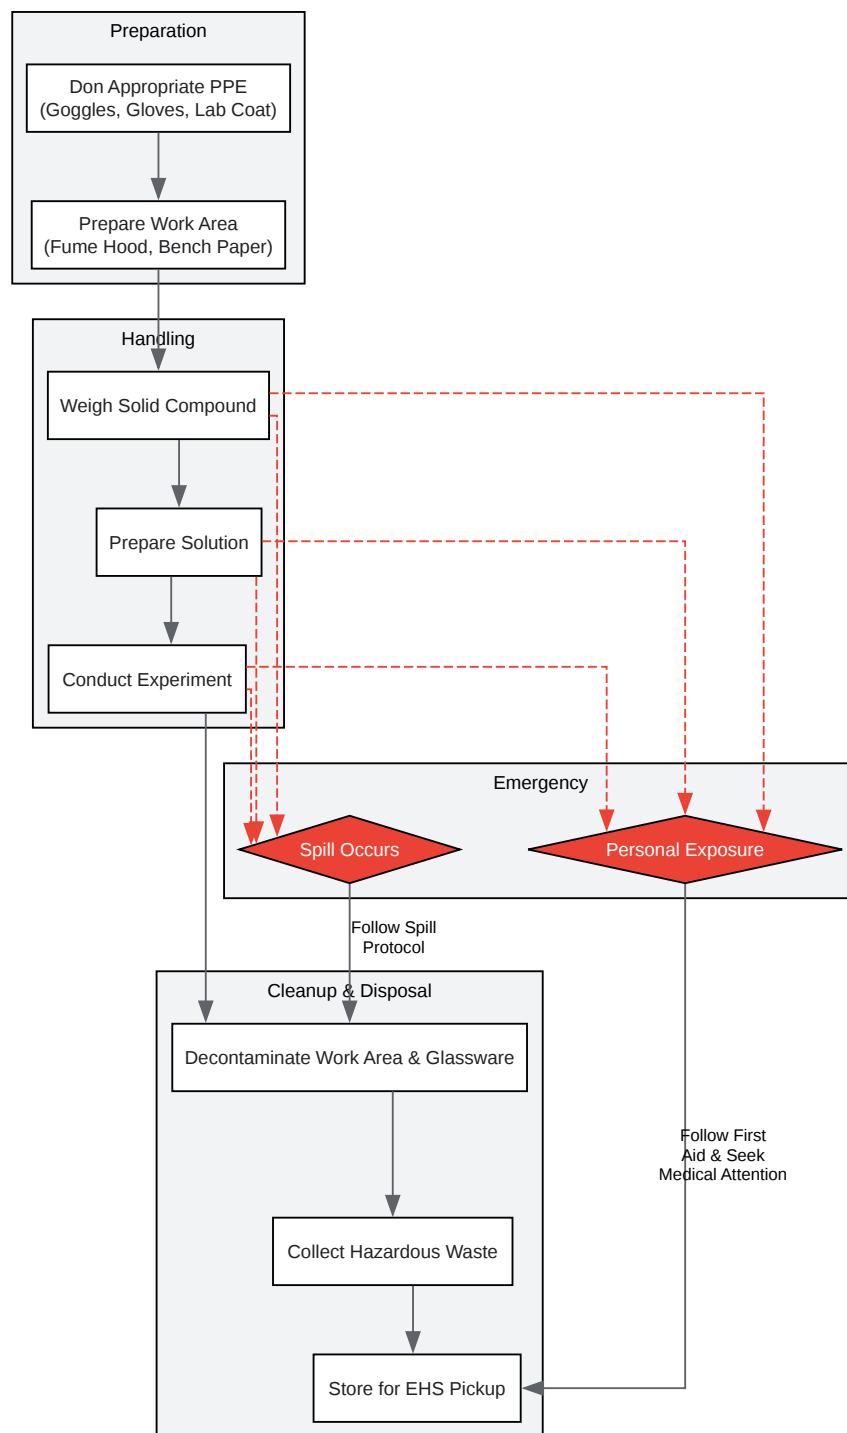 Preparation
Don Appropriate PPE
(Goggles, Gloves, Lab Coat)
Prepare Work Area
(Fume Hood, Bench Paper)
Handling
Weigh Solid Compound
Prepare Solution
Conduct Experiment
Emergency
Spill Occurs
Personal Exposure
Follow Spill
Protocol
Cleanup & Disposal
Decontaminate Work Area & Glassware
Follow First
Aid & Seek
Medical Attention
Collect Hazardous Waste
Store for EHS Pickup